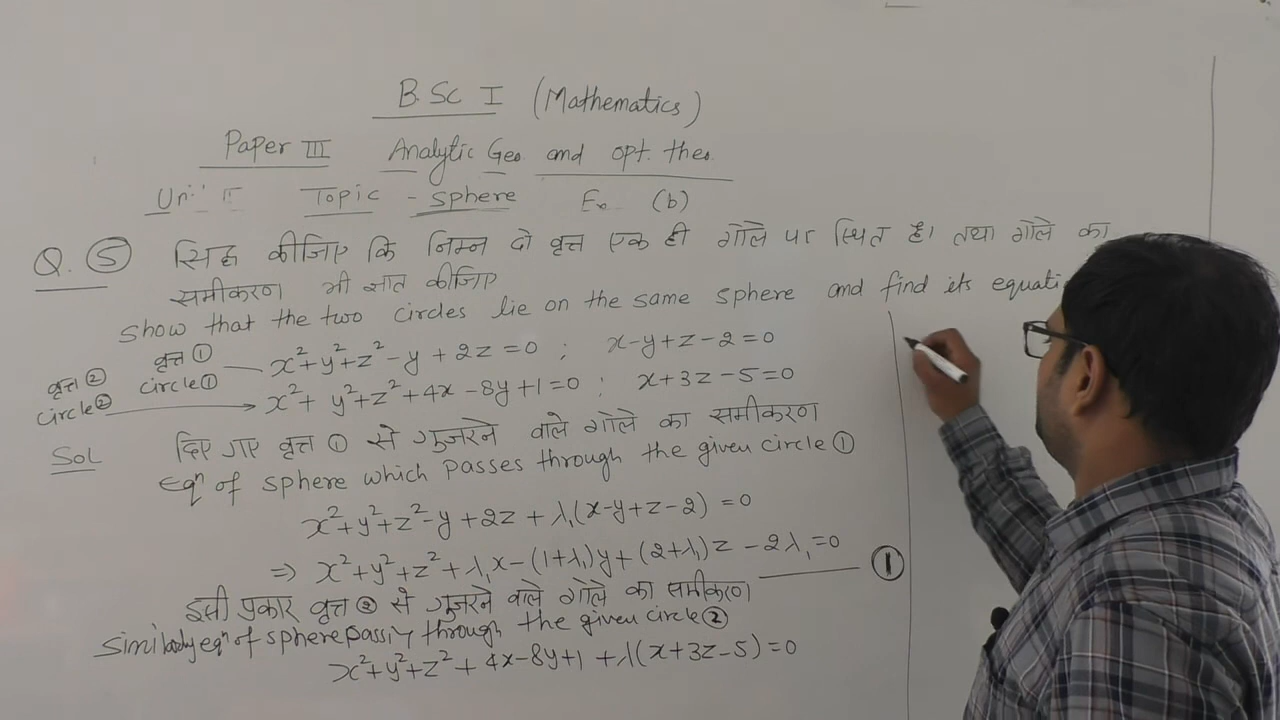 B.Sc I (Mathematics)
Paper III Analytic Geo and opt. theo.
Unit II Topic - sphere Ex (b)
Q. ⑤ सिद्ध कीजिए कि निम्न दो वृत्त एक ही गोले पर स्थित है। तथा गोले का
समीकरण भी ज्ञात कीजिए
show that the two circles lie on the same sphere and find its equati
वृत्त ① circle ① x²+y²+z²-y+2z=0 ; x-y+z-2=0
वृत्त ② circle ② x²+y²+z²+4x-8y+1=0 ; x+3z-5=0
Sol दिए गए वृत्त ① से गुजरने वाले गोले का समीकरण
Eqⁿ of sphere which passes through the given circle ①
x²+y²+z²-y+2z+λ₁(x-y+z-2)=0
⇒ x²+y²+z²+λ₁x-(1+λ₁)y+(2+λ₁)z-2λ₁=0 ①
इसी प्रकार वृत्त ② से गुजरने वाले गोले का समीकरण
eqⁿ of sphere through the given circle ②
x²+y²+z²+4x-8y+1+λ(x+3z-5)=0